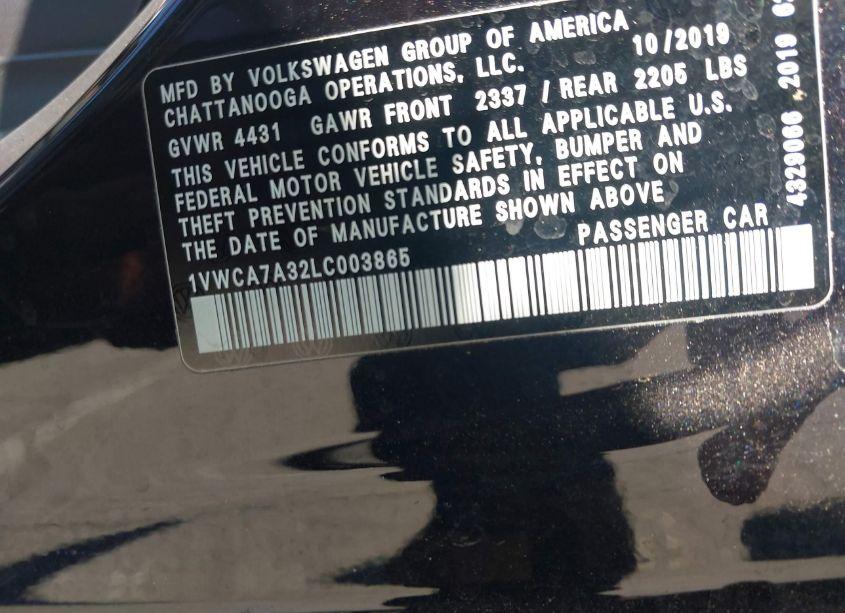 MFD BY VOLKSWAGEN GROUP OF AMERICA 10/2019
CHATTANOOGA OPERATIONS, LLC.
GVWR 4431 GAWR FRONT 2337 / REAR 2205 LBS
THIS VEHICLE CONFORMS TO ALL APPLICABLE U.S.
FEDERAL MOTOR VEHICLE SAFETY, BUMPER AND
THEFT PREVENTION STANDARDS IN EFFECT ON
THE DATE OF MANUFACTURE SHOWN ABOVE
1VWCA7A32LC003865 PASSENGER CAR
4329066 2019